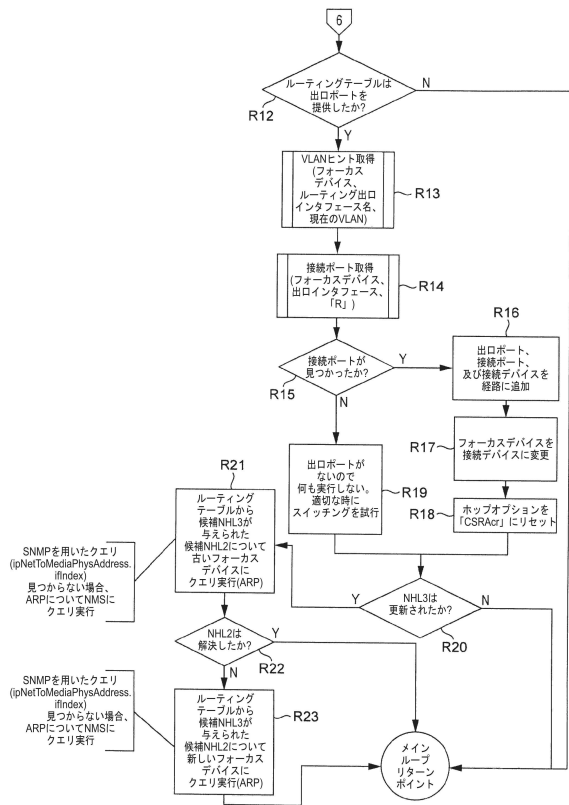 6
ルーティングテーブルは
出口ポートを
提供したか?
N
R12
Y
VLANヒント取得
(フォーカス
デバイス、
ルーティング出口
インタフェース名、
現在のVLAN)
R13
接続ポート取得
(フォーカスデバイス、
出口インタフェース、
「R」)
R14
接続ポートが
見つかったか?
Y
R15
N
R16
出口ポート、
接続ポート、
及び接続デバイスを
経路に追加
R17
フォーカスデバイスを
接続デバイスに変更
R18
ホップオプションを
「CSRAcr」にリセット
出口ポートが
ないので
何も実行しない。
適切な時に
スイッチングを試行
R19
NHL3は
更新されたか?
Y
N
R20
R21
ルーティング
テーブルから
候補NHL3が
与えられた
候補NHL2について
古いフォーカス
デバイスに
クエリ実行(ARP)
SNMPを用いたクエリ
(ipNetToMediaPhysAddress.
ifIndex)
見つからない場合、
ARPについてNMSに
クエリ実行
NHL2は
解決したか?
Y
R22
N
ルーティング
テーブルから
候補NHL3が
与えられた
候補NHL2について
新しいフォーカス
デバイスに
クエリ実行(ARP)
R23
SNMPを用いたクエリ
(ipNetToMediaPhysAddress.
ifIndex)
見つからない場合、
ARPについてNMSに
クエリ実行
メイン
ループ
リターン
ポイント